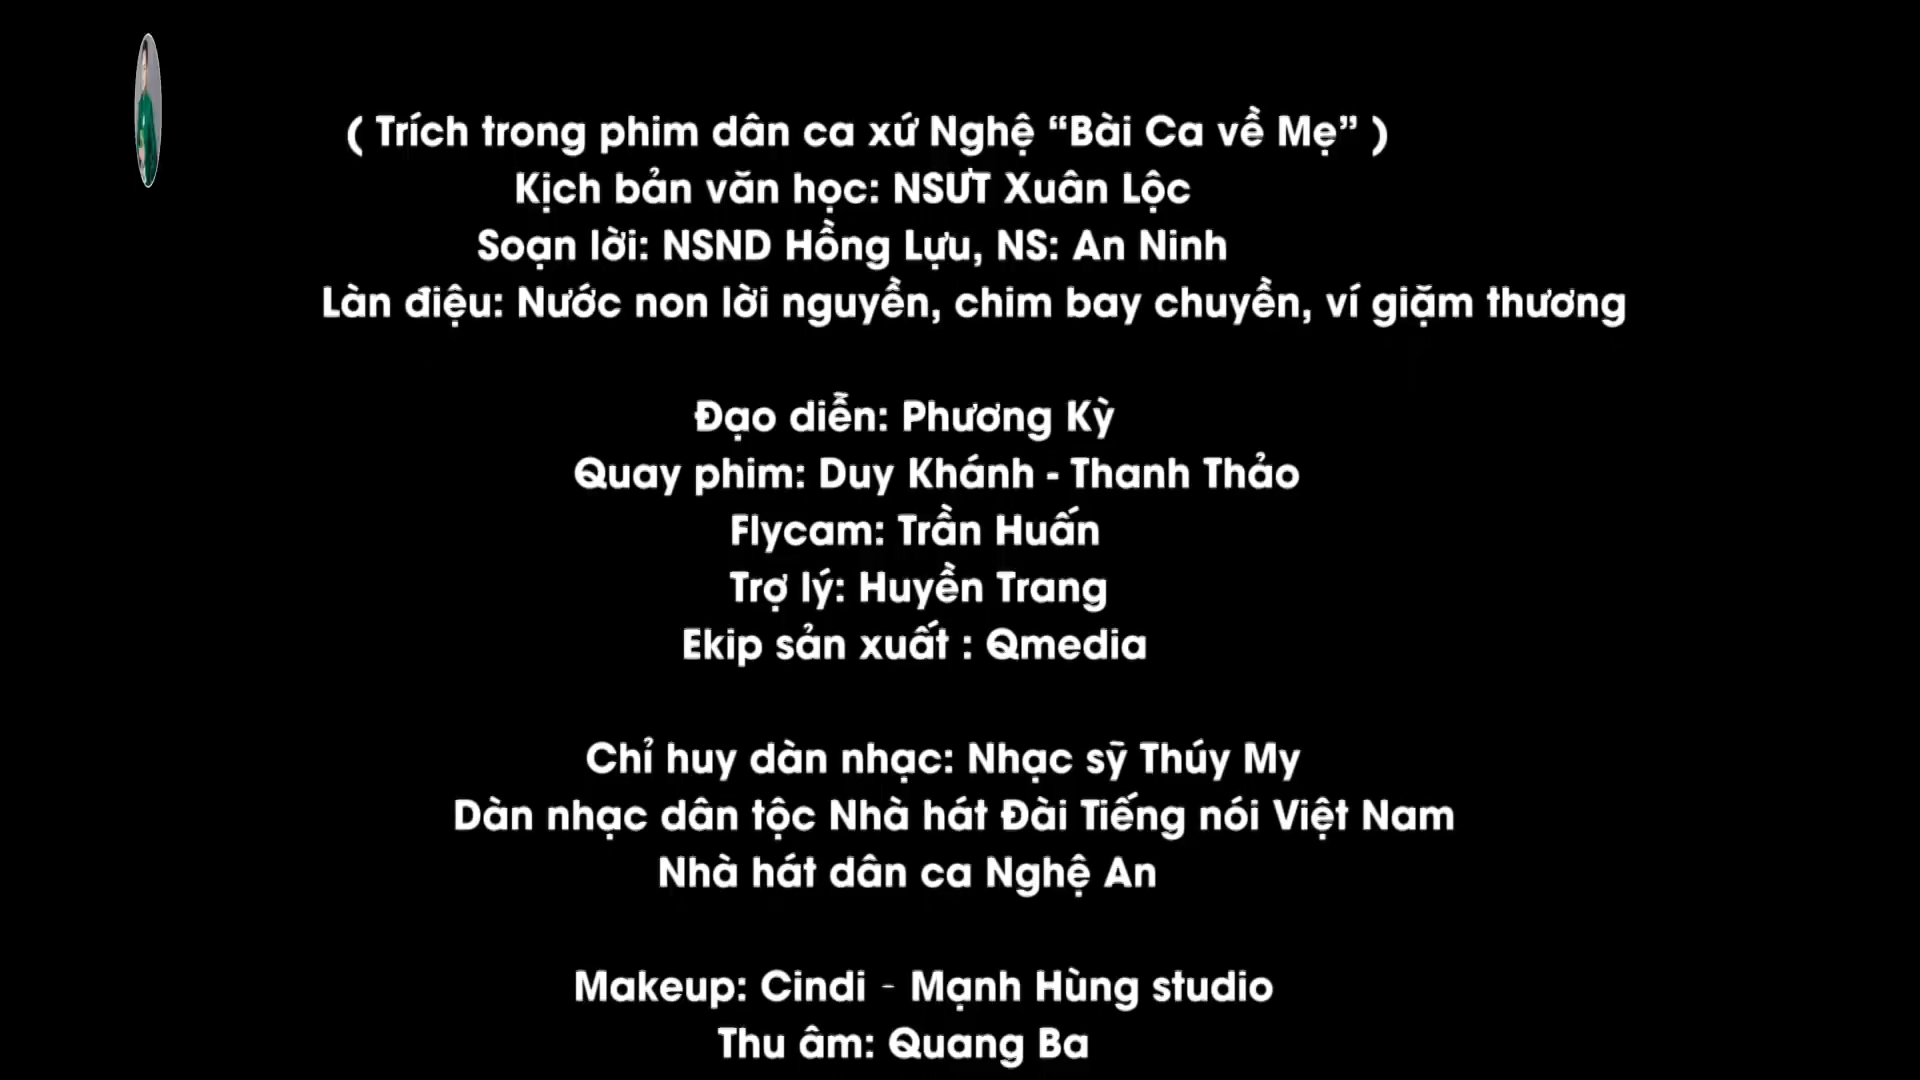 ( Trích trong phim dân ca xứ Nghệ “Bài Ca về Mẹ” )
Kịch bản văn học: NSƯT Xuân Lộc
Soạn lời: NSND Hồng Lựu, NS: An Ninh
Làn điệu: Nước non lời nguyền, chim bay chuyền, ví giặm thương
Đạo diễn: Phương Kỳ
Quay phim: Duy Khánh - Thanh Thảo
Flycam: Trần Huấn
Trợ lý: Huyền Trang
Ekip sản xuất : Qmedia
Chỉ huy dàn nhạc: Nhạc sỹ Thúy My
Dàn nhạc dân tộc Nhà hát Đài Tiếng nói Việt Nam
Nhà hát dân ca Nghệ An
Makeup: Cindi - Mạnh Hùng studio
Thu âm: Quang Ba